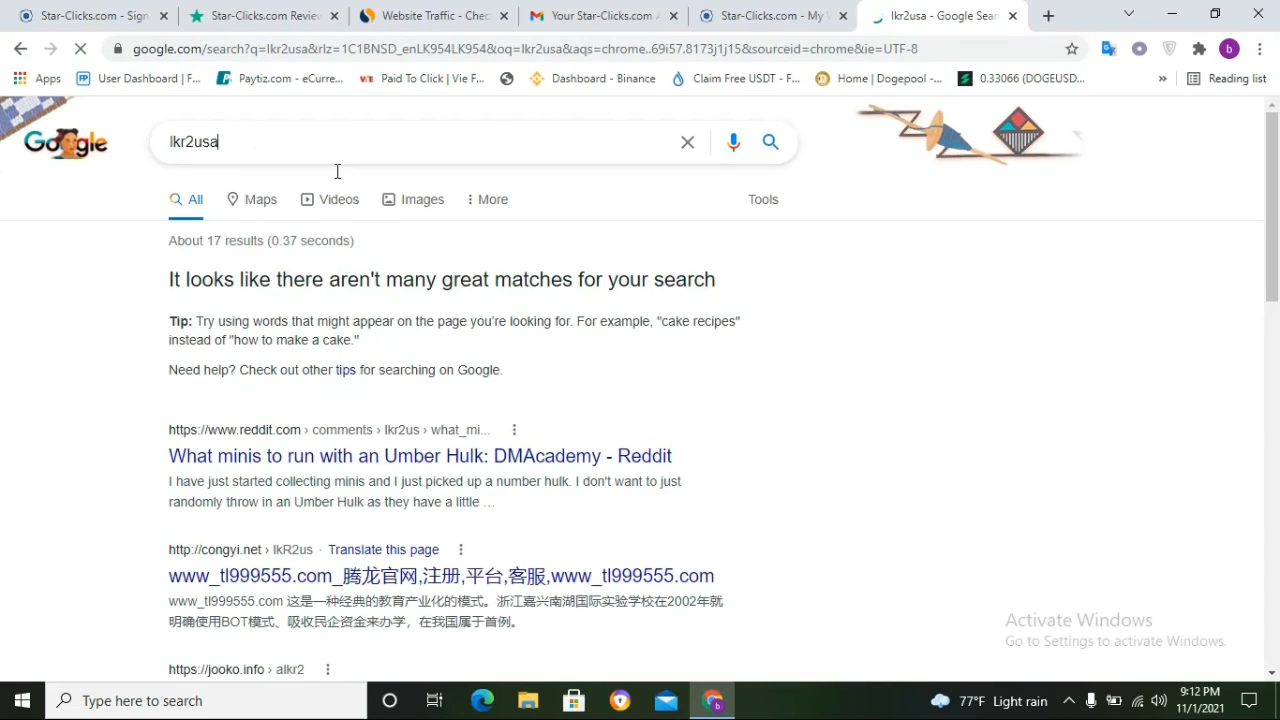 Star-Clicks.com - Sign
Star-Clicks.com Review
Website Traffic - Chec
Your Star-Clicks.com A
Star-Clicks.com - My W
lkr2usa - Google Sear
google.com/search?q=lkr2usa&rlz=1C1BNSD_enLK954LK954&oq=lkr2usa&aqs=chrome..69i57.8173j1j15&sourceid=chrome&ie=UTF-8
b
Apps
User Dashboard | F...
Paytiz.com - eCurre...
Paid To Click | Vie F...
Dashboard - Binance
Claim Free USDT - F...
Home | Dogepool -...
0.33066 (DOGEUSD...
»
Reading list
Google
lkr2usa
All
Maps
Videos
Images
More
Tools
About 17 results (0.37 seconds)
It looks like there aren't many great matches for your search
Tip: Try using words that might appear on the page you're looking for. For example, "cake recipes"
instead of "how to make a cake."
Need help? Check out other tips for searching on Google.
https://www.reddit.com › comments › lkr2us › what_mi...
What minis to run with an Umber Hulk: DMAcademy - Reddit
I have just started collecting minis and I just picked up a number hulk. I don't want to just
randomly throw in an Umber Hulk as they have a little ...
http://congyi.net › lkR2us · Translate this page
www_tl999555.com_腾龙官网,注册,平台,客服,www_tl999555.com
www_tl999555.com 这是一种经典的教育产业化的模式。浙江嘉兴南湖国际实验学校在2002年就
明确使用BOT模式、吸收民企资金来办学，在我国属于首例。
https://jooko.info › alkr2
Activate Windows
Go to Settings to activate Windows.
Type here to search
77°F Light rain
9:12 PM
11/1/2021